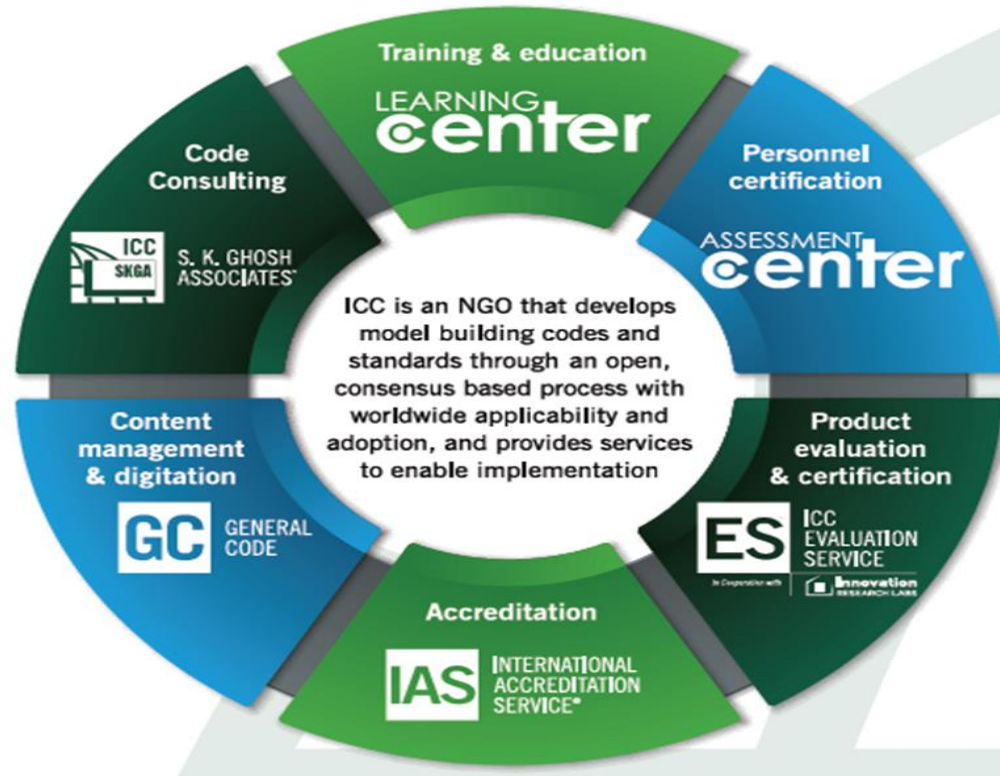 Training & education
LEARNING
center
Personnel
certification
ASSESSMENT
center
Product
evaluation
& certification
ES
ICC
EVALUATION
SERVICE
In Cooperation with
Innovation
RESEARCH LABS
Accreditation
IAS
INTERNATIONAL
ACCREDITATION
SERVICE®
Content
management
& digitation
GC
GENERAL
CODE
Code
Consulting
ICC
SKGA
S. K. GHOSH
ASSOCIATES
ICC is an NGO that develops
model building codes and
standards through an open,
consensus based process with
worldwide applicability and
adoption, and provides services
to enable implementation